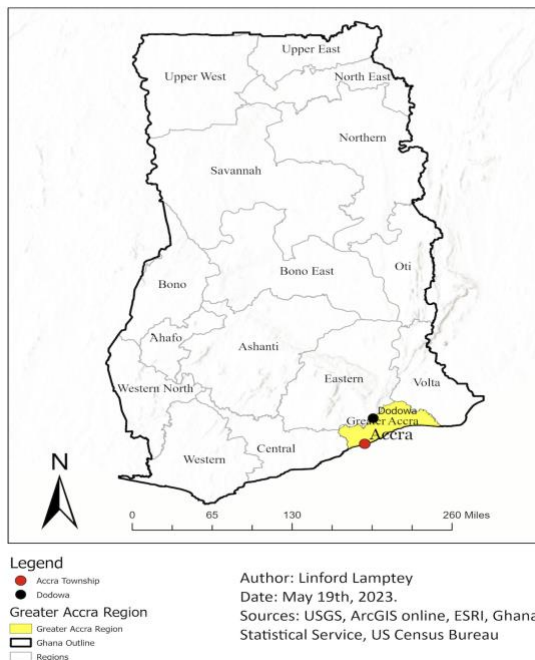 Upper East
Upper West
North East
Northern
Savannah
Bono East
Oti
Bono
Ahafo
Ashanti
Eastern
Volta
Western North
Dodowa
Greater Accra
Accra
Central
Western
N
0 65 130 260 Miles
Legend
Accra Township
Dodowa
Greater Accra Region
Greater Accra Region
Ghana Outline
Regions
Author: Linford Lamptey
Date: May 19th, 2023.
Sources: USGS, ArcGIS online, ESRI, Ghana
Statistical Service, US Census Bureau